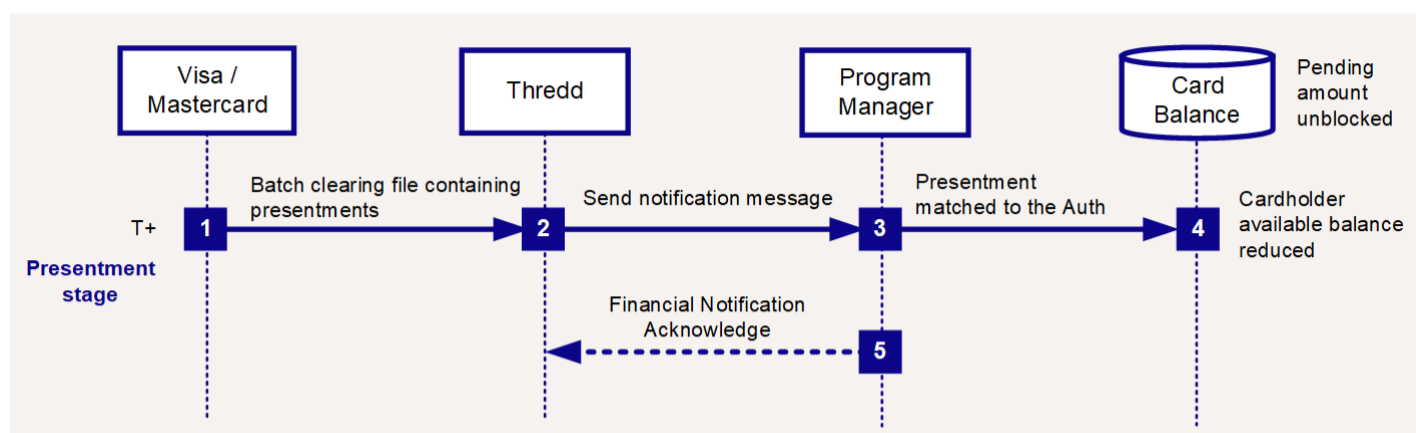 Visa /
Mastercard
Thredd
Program
Manager
Card
Balance
Pending
amount
unblocked
Batch clearing file containing
presentments
Send notification message
Presentment
matched to the Auth
T+
1
2
3
4
Cardholder
available balance
reduced
Presentment
stage
Financial Notification
Acknowledge
5